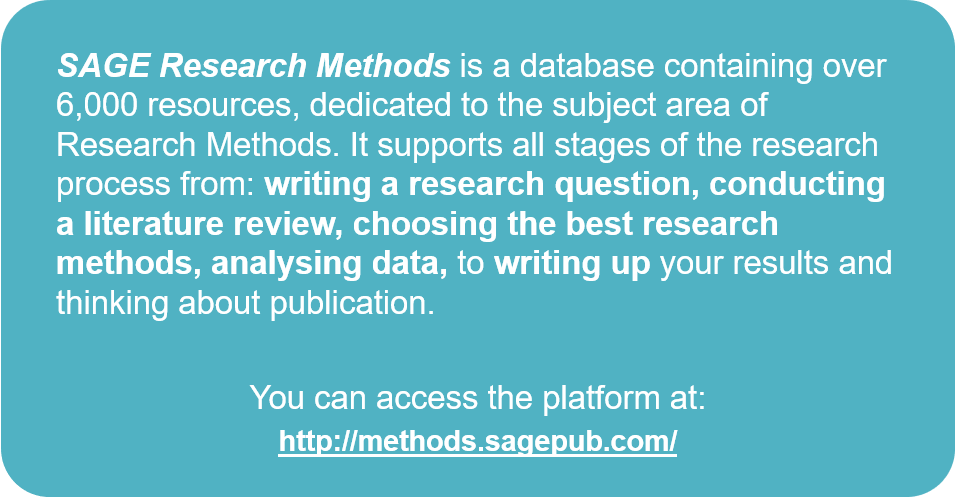 SAGE Research Methods is a database containing over
6,000 resources, dedicated to the subject area of
Research Methods. It supports all stages of the research
process from: writing a research question, conducting
a literature review, choosing the best research
methods, analysing data, to writing up your results and
thinking about publication.
You can access the platform at:
http://methods.sagepub.com/